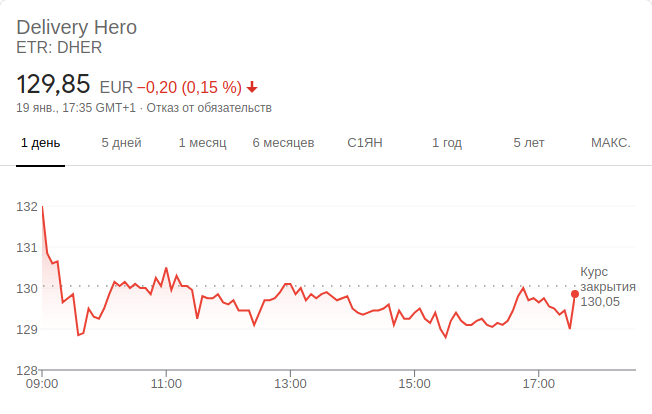 Delivery Hero
ETR: DHER
129,85 EUR −0,20 (0,15 %)
19 янв., 17:35 GMT+1 · Отказ от обязательств
1 день 5 дней 1 месяц 6 месяцев С1ЯН 1 год 5 лет МАКС.
132
131
130
129
128
Курс
закрытия
130,05
09:00 11:00 13:00 15:00 17:00